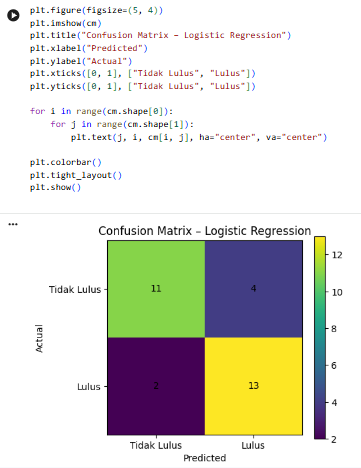 plt.figure(figsize=(5, 4))
plt.imshow(cm)
plt.title("Confusion Matrix – Logistic Regression")
plt.xlabel("Predicted")
plt.ylabel("Actual")
plt.xticks([0, 1], ["Tidak Lulus", "Lulus"])
plt.yticks([0, 1], ["Tidak Lulus", "Lulus"])
for i in range(cm.shape[0]):
    for j in range(cm.shape[1]):
        plt.text(j, i, cm[i, j], ha="center", va="center")
plt.colorbar()
plt.tight_layout()
plt.show()
...
Confusion Matrix – Logistic Regression
12
Tidak Lulus
11
4
10
8
Actual
6
Lulus
2
13
4
2
Tidak Lulus
Lulus
Predicted